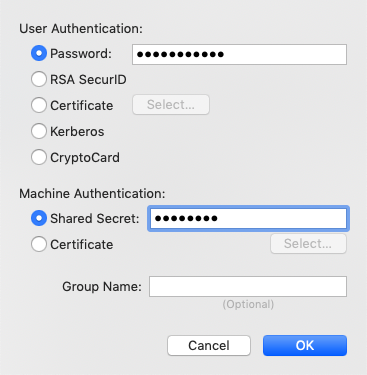 User Authentication:
Password: •••••••••••
RSA SecurID
Certificate Select...
Kerberos
CryptoCard
Machine Authentication:
Shared Secret: ••••••••
Certificate Select...
Group Name:
(Optional)
Cancel OK